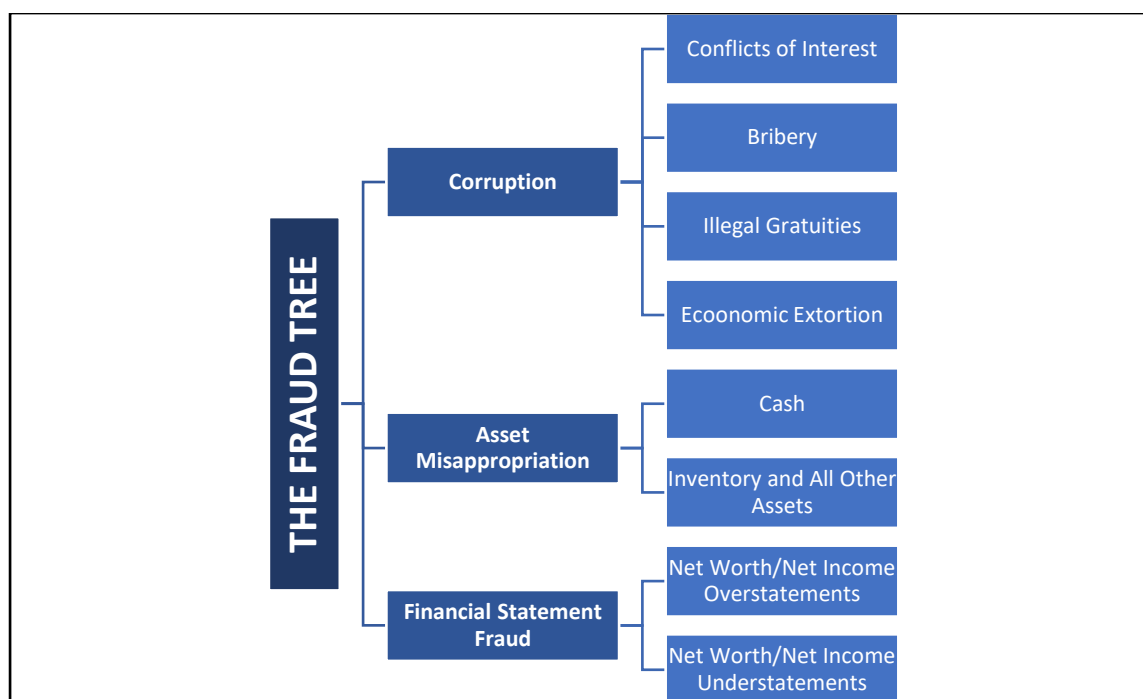 THE FRAUD TREE
Corruption
Conflicts of Interest
Bribery
Illegal Gratuities
Ecoonomic Extortion
Asset
Misappropriation
Cash
Inventory and All Other
Assets
Financial Statement
Fraud
Net Worth/Net Income
Overstatements
Net Worth/Net Income
Understatements